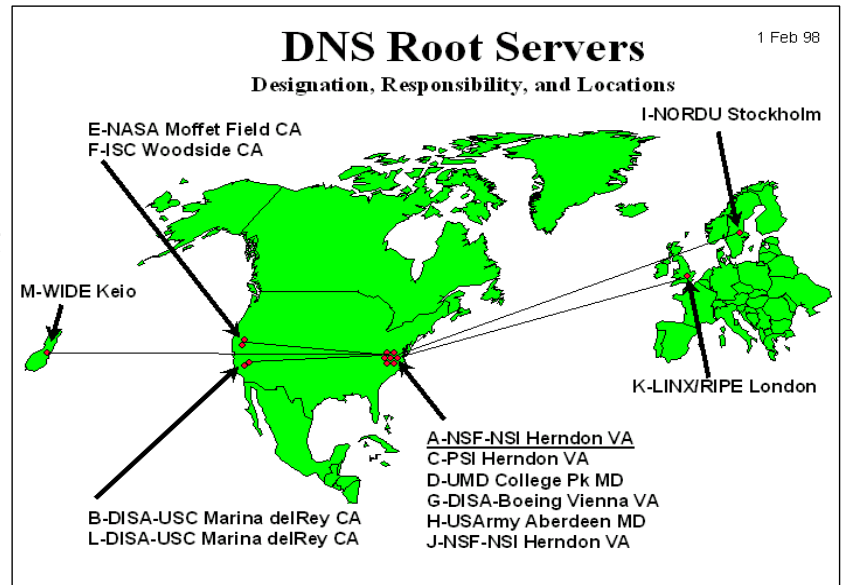 DNS Root Servers
1 Feb 98
Designation, Responsibility, and Locations
E-NASA Moffet Field CA
F-ISC Woodside CA
I-NORDU Stockholm
M-WIDE Keio
K-LINX/RIPE London
A-NSF-NSI Herndon VA
C-PSI Herndon VA
D-UMD College Pk MD
G-DISA-Boeing Vienna VA
H-USArmy Aberdeen MD
J-NSF-NSI Herndon VA
B-DISA-USC Marina delRey CA
L-DISA-USC Marina delRey CA